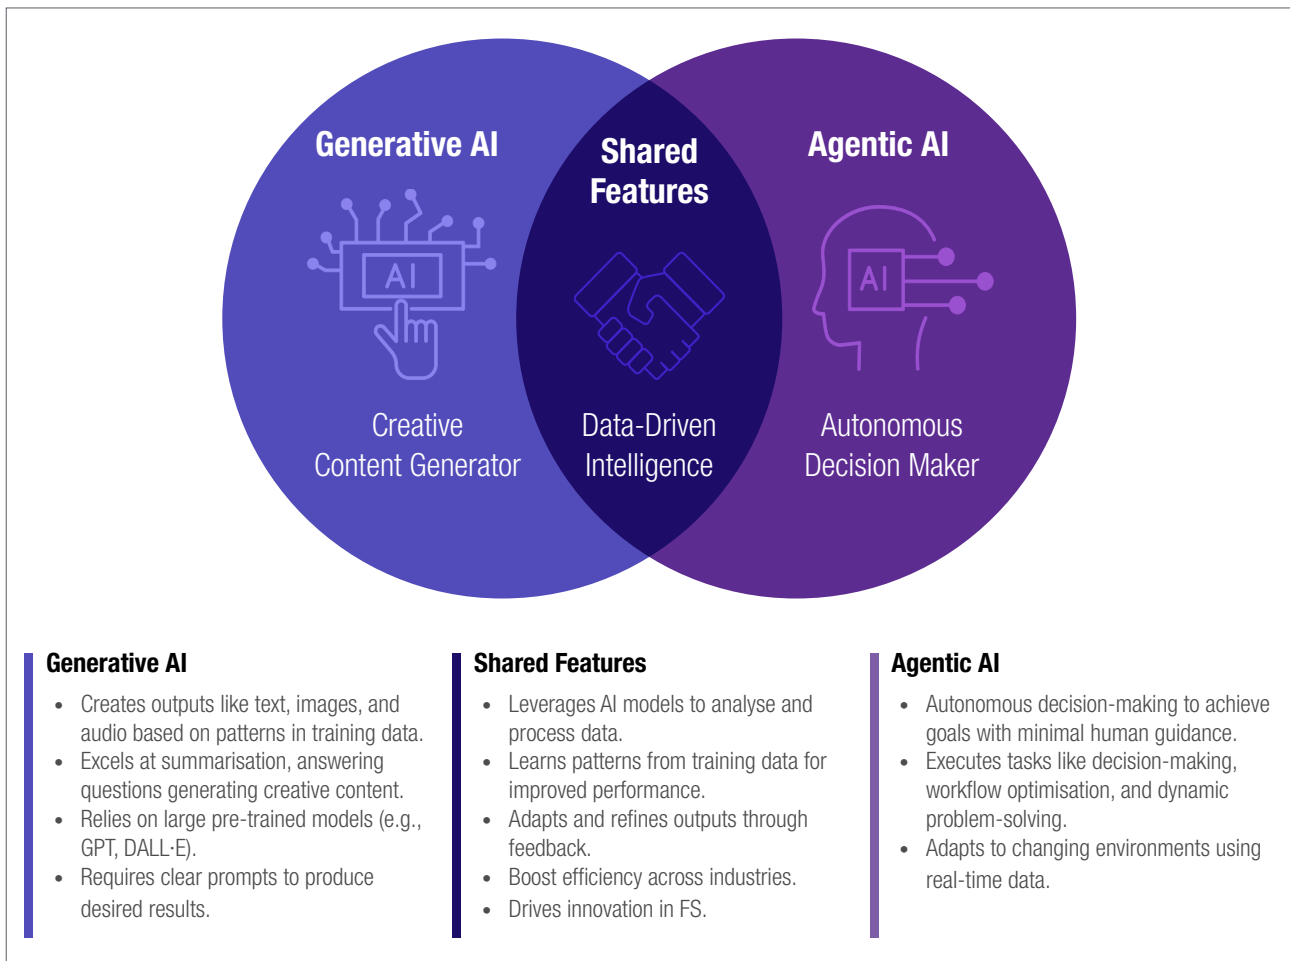 Generative AI
AI
Creative
Content Generator
Shared
Features
Data-Driven
Intelligence
Agentic AI
AI
Autonomous
Decision Maker
Generative AI
• Creates outputs like text, images, and
audio based on patterns in training data.
• Excels at summarisation, answering
questions generating creative content.
• Relies on large pre-trained models (e.g.,
GPT, DALL·E).
• Requires clear prompts to produce
desired results.
Shared Features
• Leverages AI models to analyse and
process data.
• Learns patterns from training data for
improved performance.
• Adapts and refines outputs through
feedback.
• Boost efficiency across industries.
• Drives innovation in FS.
Agentic AI
• Autonomous decision-making to achieve
goals with minimal human guidance.
• Executes tasks like decision-making,
workflow optimisation, and dynamic
problem-solving.
• Adapts to changing environments using
real-time data.